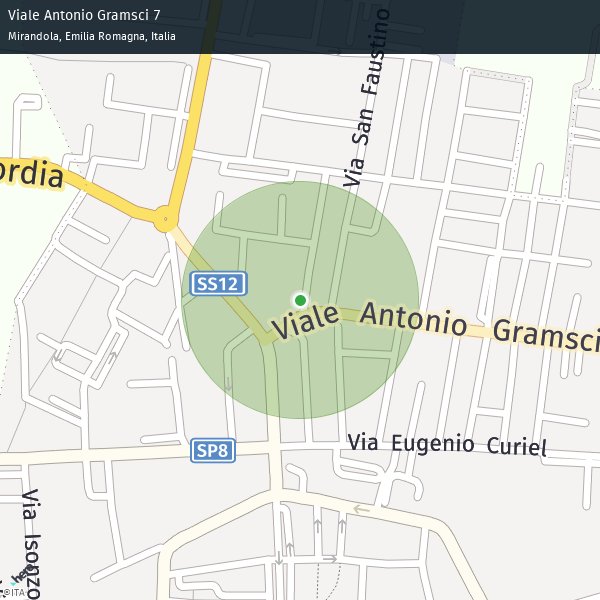 Viale Antonio Gramsci 7
Mirandola, Emilia Romagna, Italia
Via San Faustino
ordia
SS12
Viale Antonio Gramsci
Via Eugenio Curiel
SP8
Via Isonzo
here
©ITA